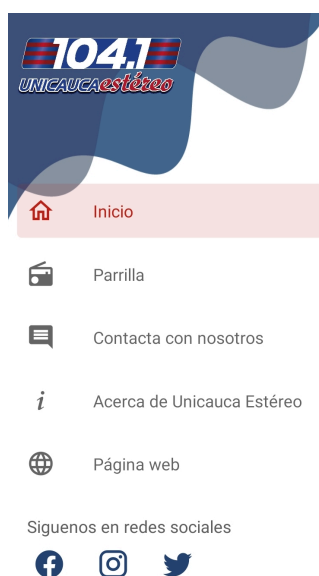 104.1
UNICAUCAestéreo
Inicio
Parrilla
Contacta con nosotros
Acerca de Unicauca Estéreo
Página web
Siguenos en redes sociales